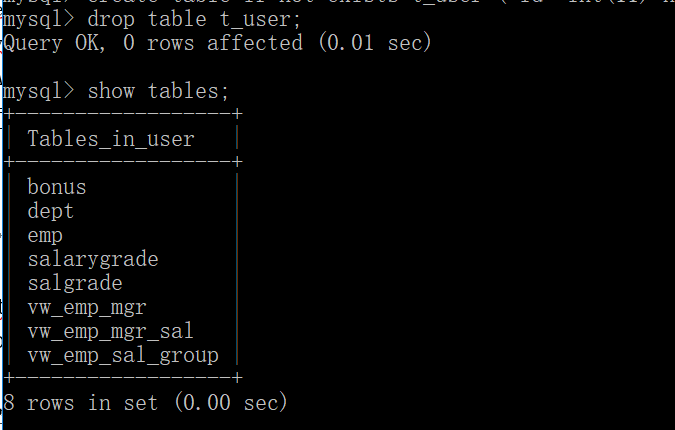 mysql> drop table t_user;
Query OK, 0 rows affected (0.01 sec)
mysql> show tables;
+------------------+
| Tables_in_user   |
+------------------+
| bonus            |
| dept             |
| emp              |
| salarygrade      |
| salgrade         |
| vw_emp_mgr       |
| vw_emp_mgr_sal   |
| vw_emp_sal_group |
+------------------+
8 rows in set (0.00 sec)